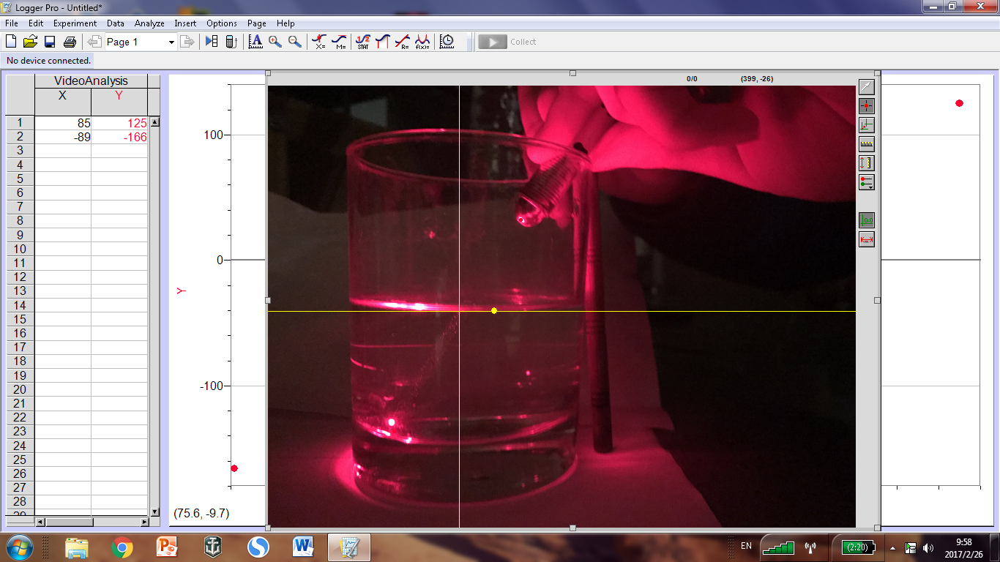 Logger Pro - Untitled*
File Edit Experiment Data Analyze Insert Options Page Help
Page 1
X=
M=
1/2
STAT
R=
f(x)=
Collect
No device connected.
VideoAnalysis
X Y
1 85 125
2 -89 -166
3
4
5
6
7
8
9
10
11
12
13
14
15
16
17
18
19
20
21
22
23
24
25
26
27
28
100
0
-100
Y
(75.6, -9.7)
0/0 (399, -26)
EN
(2:20)
9:58
2017/2/26